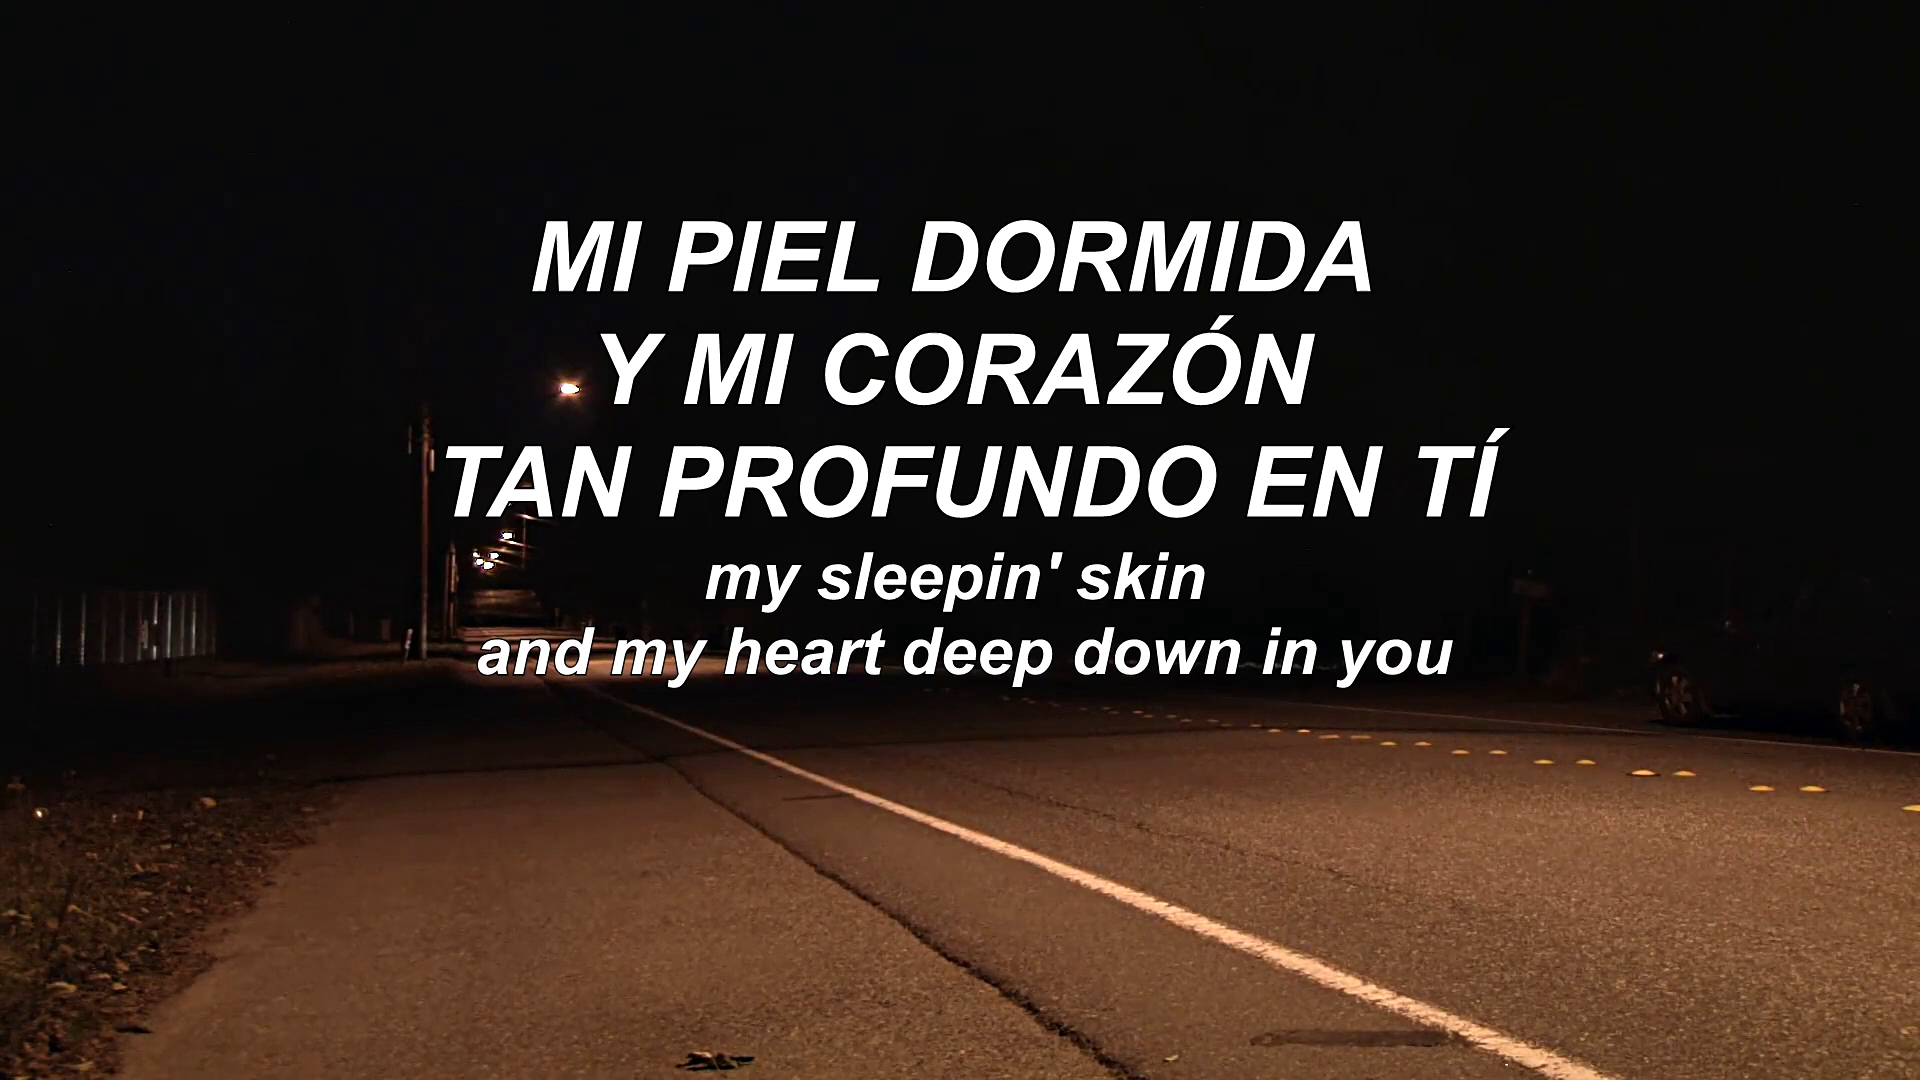 MI PIEL DORMIDA
Y MI CORAZÓN
TAN PROFUNDO EN TÍ
my sleepin' skin
and my heart deep down in you